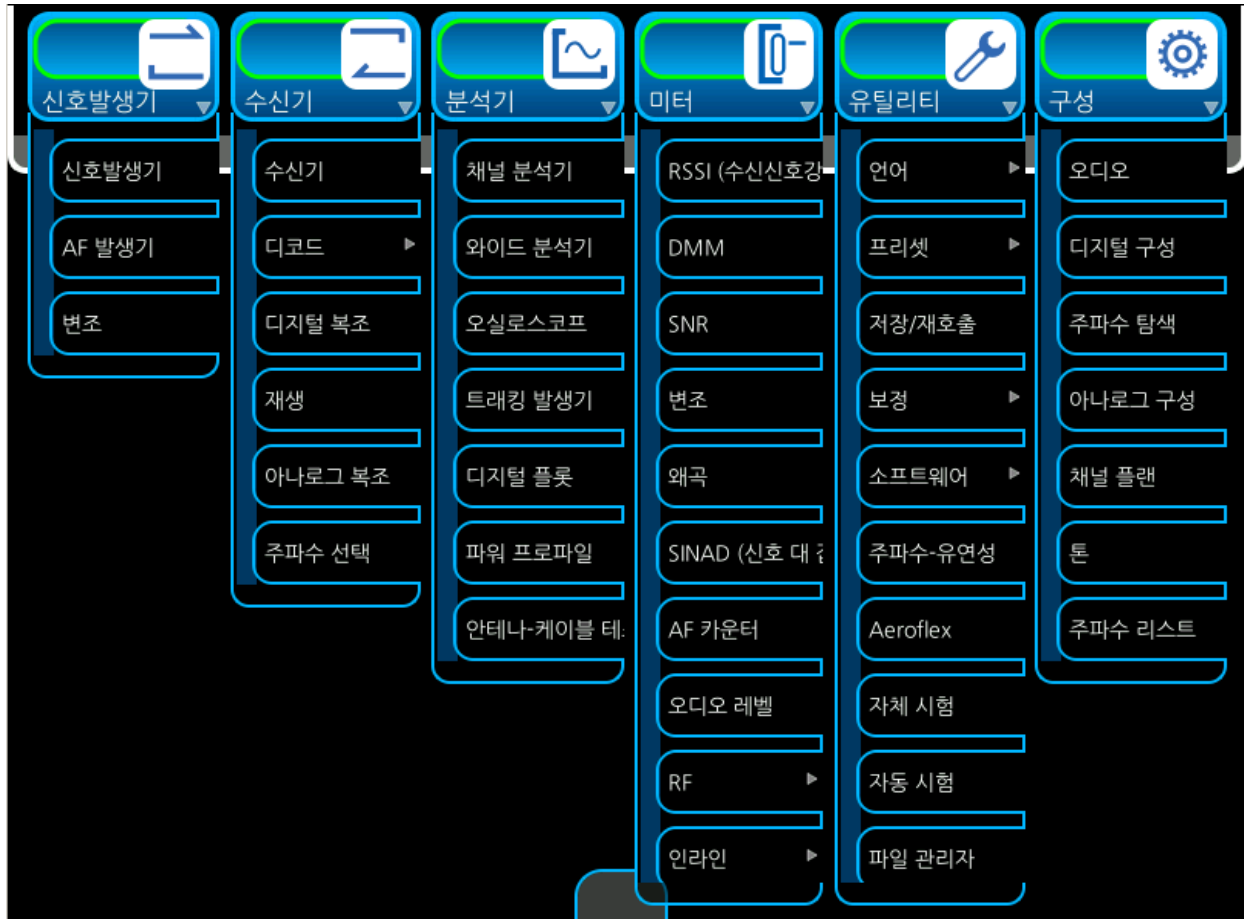 신호발생기
신호발생기
AF 발생기
변조
수신기
수신기
디코드
디지털 복조
재생
아나로그 복조
주파수 선택
분석기
채널 분석기
와이드 분석기
오실로스코프
트래킹 발생기
디지털 플롯
파워 프로파일
안테나-케이블
미터
RSSI (수신신호강
DMM
SNR
변조
왜곡
SINAD (신호 대
AF 카운터
오디오 레벨
RF
인라인
유틸리티
언어
프리셋
저장/재호출
보정
소프트웨어
주파수-유연성
Aeroflex
자체 시험
자동 시험
파일 관리자
구성
오디오
디지털 구성
주파수 탐색
아나로그 구성
채널 플랜
톤
주파수 리스트